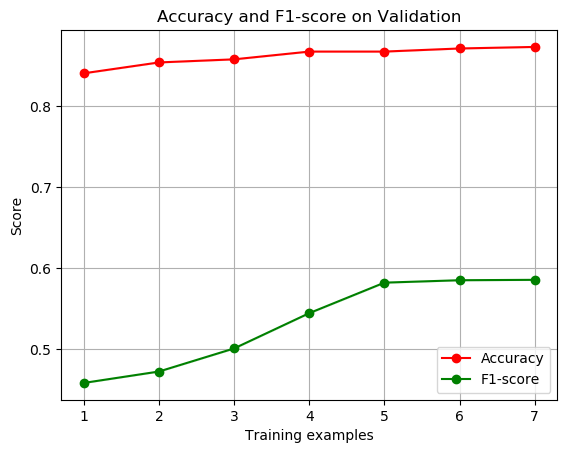 Accuracy and F1-score on Validation
Score
0.8
0.7
0.6
0.5
Accuracy
F1-score
1 2 3 4 5 6 7
Training examples